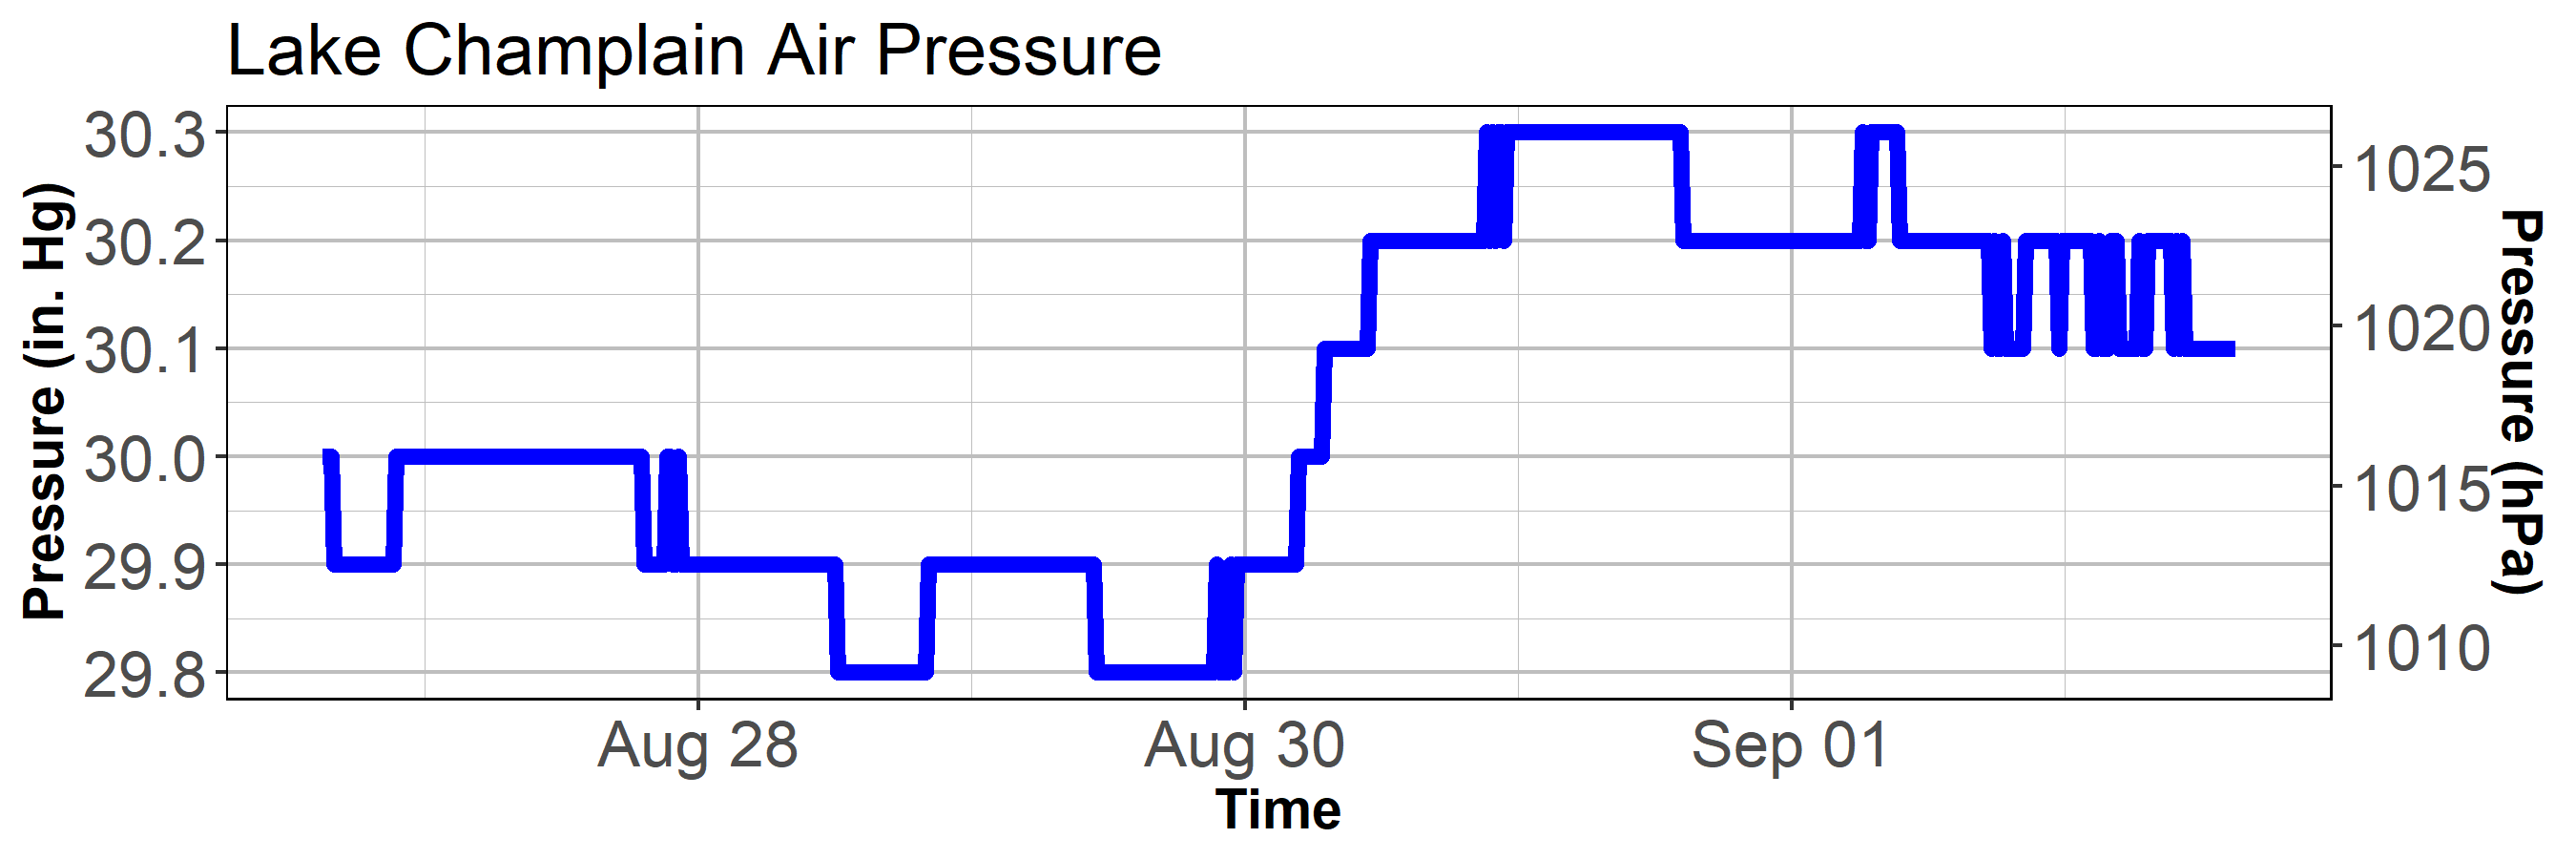 Lake Champlain Air Pressure
Pressure (in. Hg)
30.3
30.2
30.1
30.0
29.9
29.8
1025
1020
1015
1010
Pressure (hPa)
Aug 28
Aug 30
Sep 01
Time